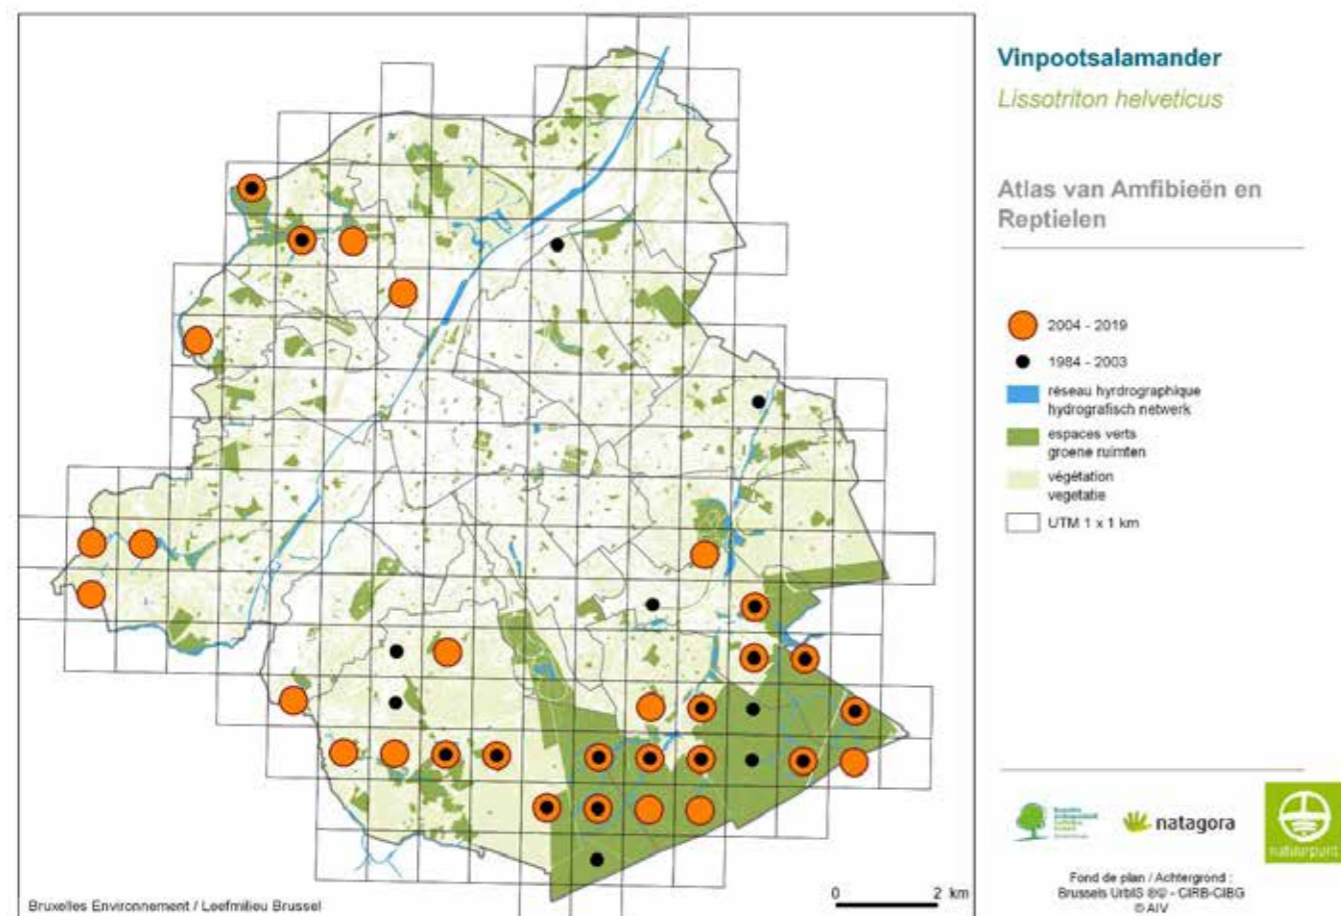 Vinpootsalamander
Lissotriton helveticus
Atlas van Amfibieën en
Reptielen
2004 - 2019
1984 - 2003
réseau hyrdrographique
hydrografisch netwerk
espaces verts
groene ruimten
végétation
vegetatie
UTM 1 x 1 km
natagora
natuurpunt
Fond de plan / Achtergrond :
Brussels UrbIS ®© - CIRB-CIBG
© AIV
0 2 km
Bruxelles Environnement / Leefmilieu Brussel